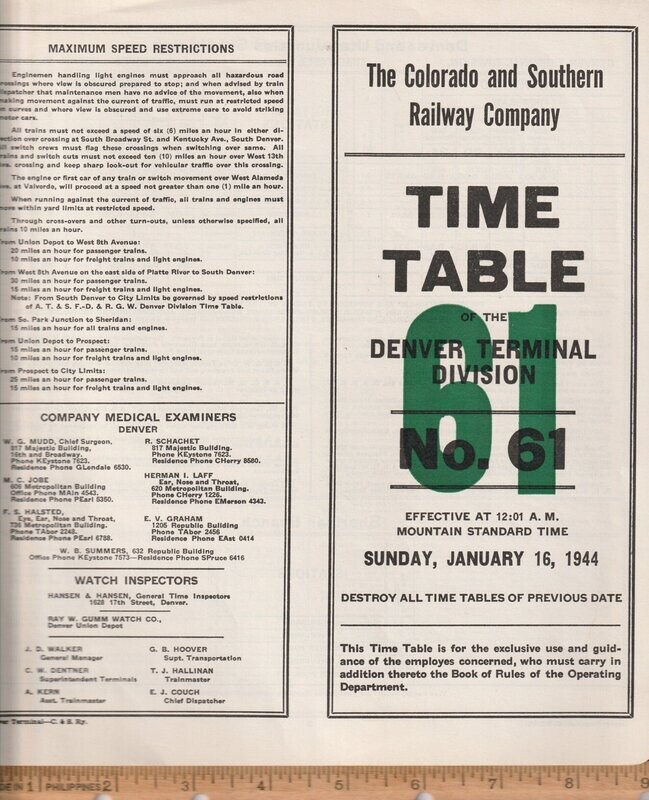 MAXIMUM SPEED RESTRICTIONS
Enginemen handling light engines must approach all hazardous road
where view is obscured prepared to stop; and when advised by train
that maintenance men have no advice of the movement, also when
making movement against the current of traffic, must run at restricted speed
curves and where view is obscured and use extreme care to avoid striking
motor cars.
All trains must not exceed a speed of six (6) miles an hour in either di-
over crossing at South Broadway St. and Kentucky Ave., South Denver.
switch crews must flag these crossings when switching over same. All
and switch cuts must not exceed ten (10) miles an hour over West 13th
crossing and keep sharp look-out for vehicular traffic over this crossing.
The engine or first car of any train or switch movement over West Alameda
at Valverde, will proceed at a speed not greater than one (1) mile an hour.
When running against the current of traffic, all trains and engines must
within yard limits at restricted speed.
Through cross-overs and other turn-outs, unless otherwise specified, all
10 miles an hour.
From Union Depot to West 8th Avenue:
20 miles an hour for passenger trains.
10 miles an hour for freight trains and light engines.
From West 8th Avenue on the east side of Platte River to South Denver:
30 miles an hour for passenger trains.
15 miles an hour for freight trains and light engines.
Note: From South Denver to City Limits be governed by speed restrictions
of A. T. & S. F.-D. & R. G. W. Denver Division Time Table.
From So. Park Junction to Sheridan:
15 miles an hour for all trains and engines.
From Union Depot to Prospect:
15 miles an hour for passenger trains.
10 miles an hour for freight trains and light engines.
From Prospect to City Limits:
25 miles an hour for passenger trains.
15 miles an hour for freight trains and light engines.
COMPANY MEDICAL EXAMINERS
DENVER
W. G. MUDD, Chief Surgeon,
817 Majestic Building,
16th and Broadway.
Phone KEystone 7623.
Residence Phone GLendale 6530.
M. C. JOBE
606 Metropolitan Building
Office Phone MAin 4543.
Residence Phone PEarl 5350.
F. S. HALSTED,
Eye, Ear, Nose and Throat,
Metropolitan Building.
Phone TAbor 2248.
Residence Phone PEarl 6788.
R. SCHACHET
817 Majestic Building.
Phone KEystone 7623.
Residence Phone CHerry 8580.
HERMAN I. LAFF
Ear, Nose and Throat,
620 Metropolitan Building.
Phone CHerry 1226.
Residence Phone EMerson 4343.
E. V. GRAHAM
1205 Republic Building
Phone TAbor 2456
Residence Phone EAst 0414
W. B. SUMMERS, 632 Republic Building
Office Phone KEystone 7573—Residence Phone SPruce 6416
WATCH INSPECTORS
HANSEN & HANSEN, General Time Inspectors
1628 17th Street, Denver.
RAY W. GUMM WATCH CO.,
Denver Union Depot
J. D. WALKER
General Manager
C. W. DENTNER
Superintendent Terminals
A. KERN
Asst. Trainmaster
G. B. HOOVER
Supt. Transportation
T. J. HALLINAN
Trainmaster
E. J. COUCH
Chief Dispatcher
Terminal—C. & S. Ry.
The Colorado and Southern
Railway Company
TIME
TABLE
OF THE
DENVER TERMINAL
DIVISION
61
No. 61
EFFECTIVE AT 12:01 A. M.
MOUNTAIN STANDARD TIME
SUNDAY, JANUARY 16, 1944
DESTROY ALL TIME TABLES OF PREVIOUS DATE
This Time Table is for the exclusive use and guid-
ance of the employes concerned, who must carry in
addition thereto the Book of Rules of the Operating
Department.
1 PHILIPPINES 2 3 4 5 6 7 8 9